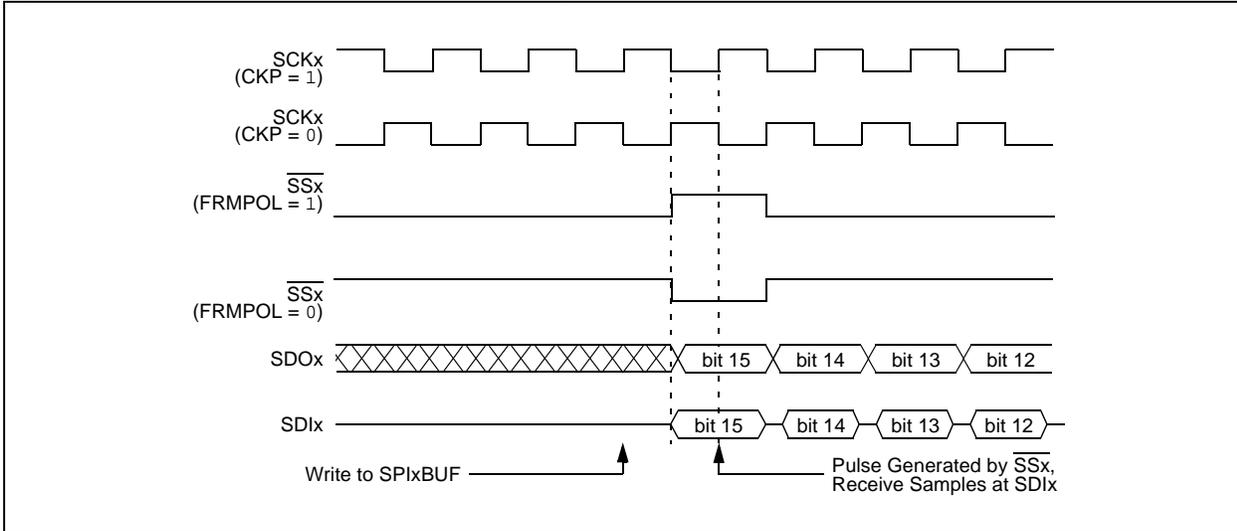 SCKx
(CKP = 1)
SCKx
(CKP = 0)
SSx
(FRMPOL = 1)
SSx
(FRMPOL = 0)
SDOx
bit 15 bit 14 bit 13 bit 12
SDIx
bit 15 bit 14 bit 13 bit 12
Write to SPIxBUF
Pulse Generated by SSx,
Receive Samples at SDIx